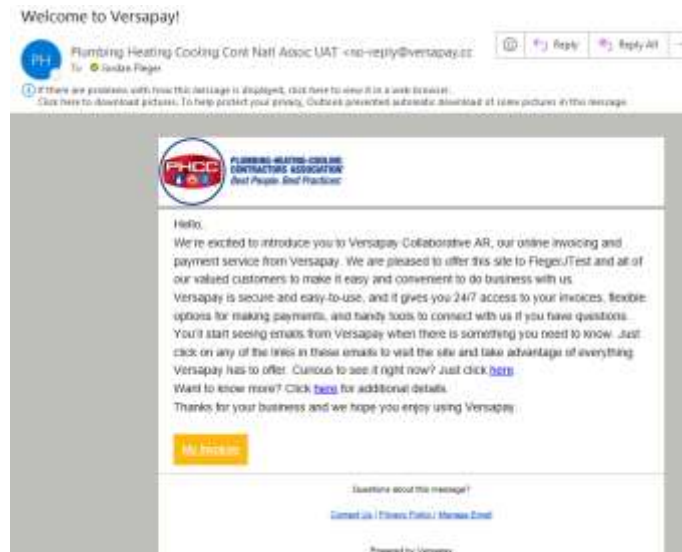 Welcome to Versapay!
PH
Plumbing Heating Cooling Cont Natl Assoc UAT <no-reply@versapay.cc
Reply
Reply All
To Jordan Fleger
If there are problems with how this message is displayed, click here to view it in a web browser.
Click here to download pictures. To help protect your privacy, Outlook prevented automatic download of some pictures in this message.
PHCC
PLUMBING-HEATING-COOLING
CONTRACTORS ASSOCIATION
Best People. Best Practices.
Hello,
We're excited to introduce you to Versapay Collaborative AR, our online invoicing and
payment service from Versapay. We are pleased to offer this site to Fleger,/Test and all of
our valued customers to make it easy and convenient to do business with us.
Versapay is secure and easy-to-use, and it gives you 24/7 access to your invoices, flexible
options for making payments, and handy tools to connect with us if you have questions.
You'll start seeing emails from Versapay when there is something you need to know. Just
click on any of the links in these emails to visit the site and take advantage of everything
Versapay has to offer. Curious to see it right now? Just click here.
Want to know more? Click here for additional details.
Thanks for your business and we hope you enjoy using Versapay.
My Invoices
Questions about this message?
Contact Us | Privacy Policy | Manage Email
Powered by Versapay